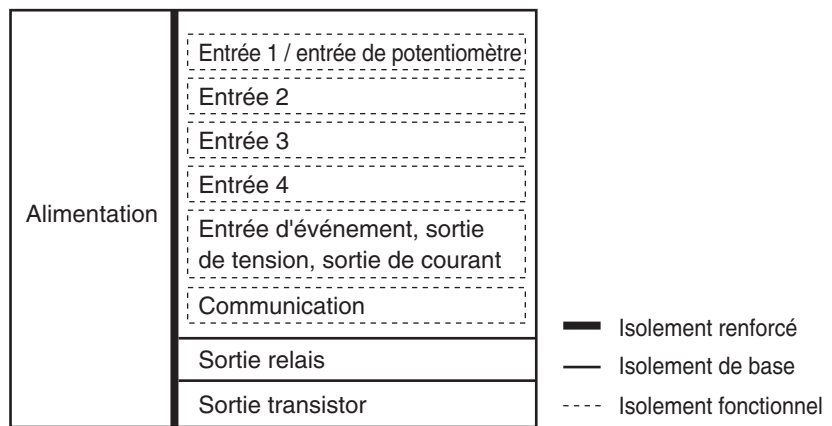 Alimentation
Entrée 1 / entrée de potentiomètre
Entrée 2
Entrée 3
Entrée 4
Entrée d'événement, sortie
de tension, sortie de courant
Communication
Sortie relais
Sortie transistor
Isolement renforcé
Isolement de base
Isolement fonctionnel